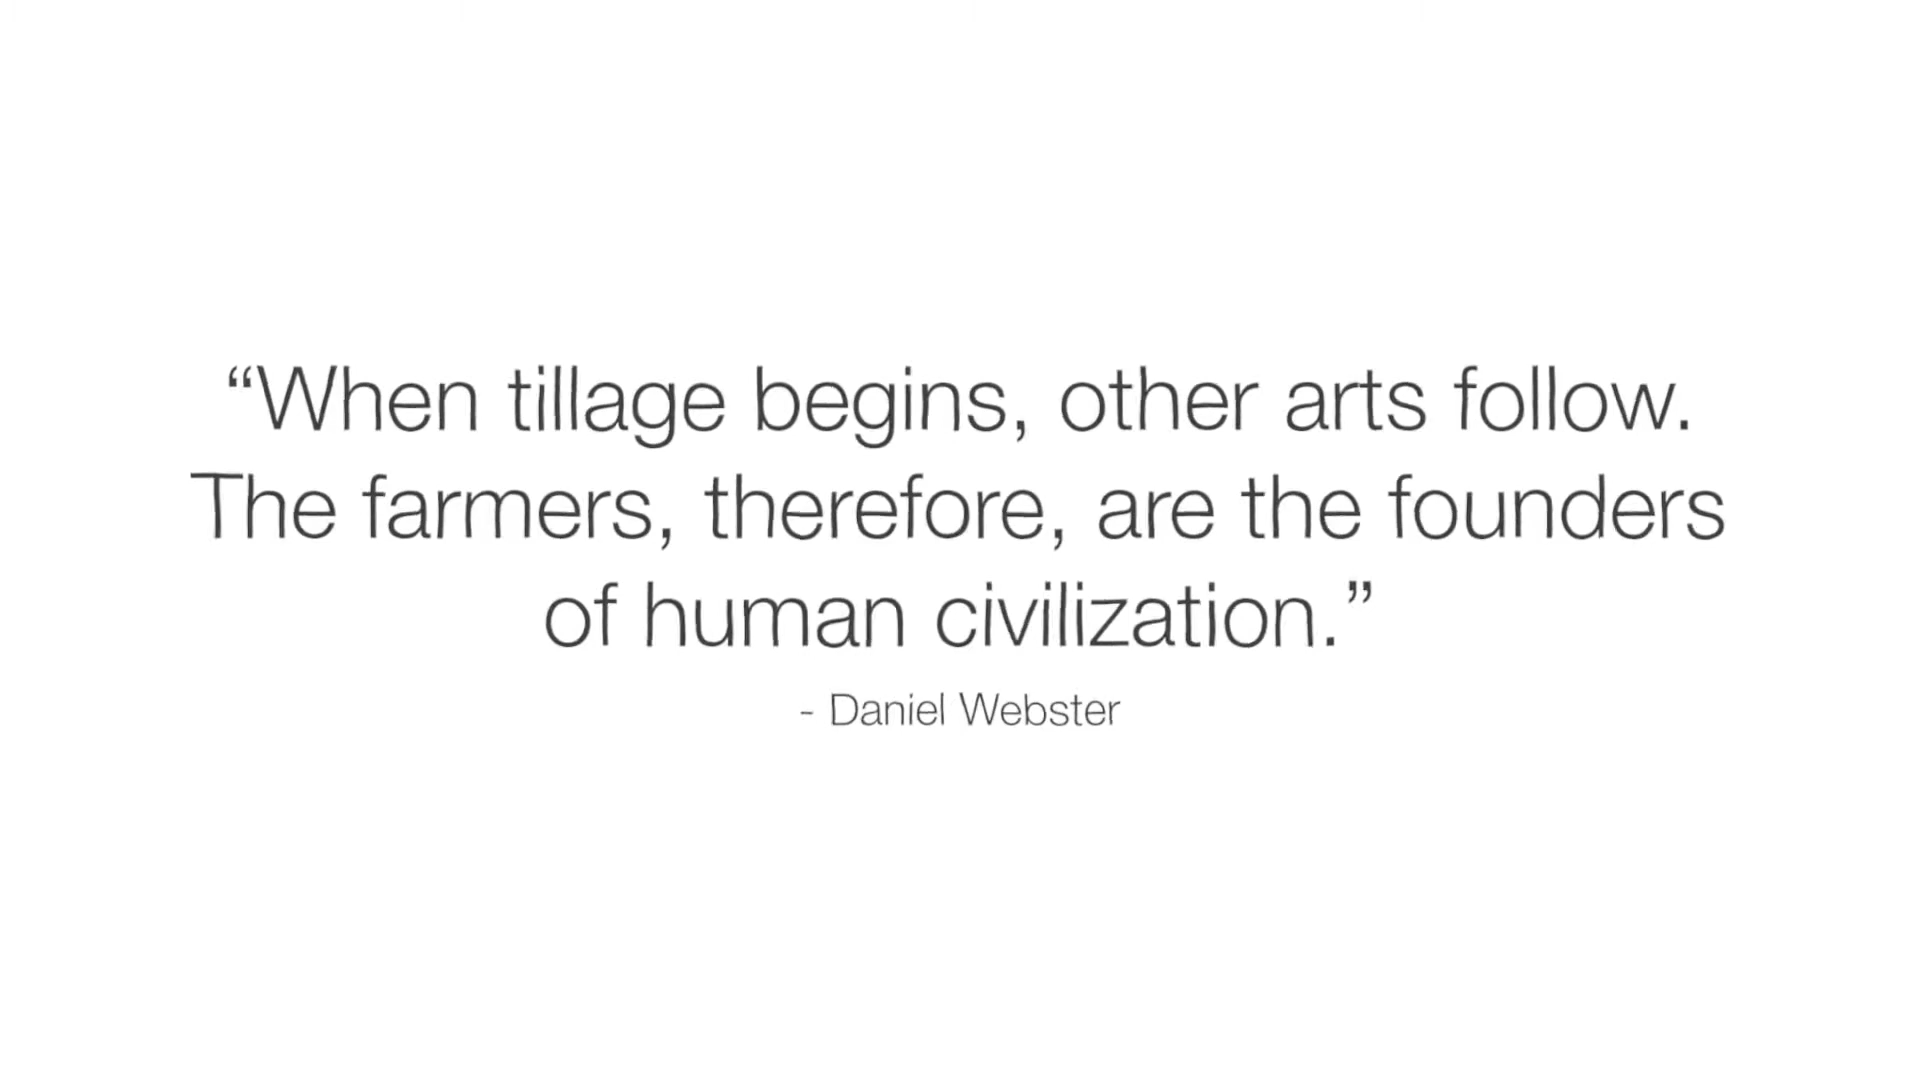 “When tillage begins, other arts follow.
The farmers, therefore, are the founders
of human civilization.”
- Daniel Webster